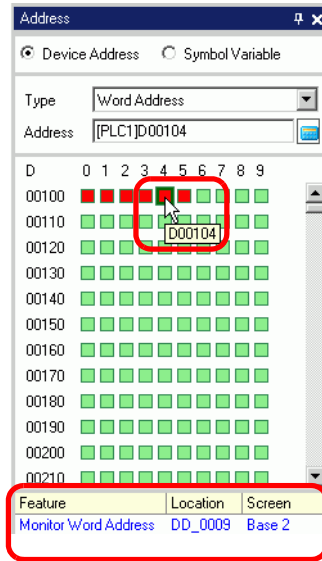 Address
Device Address Symbol Variable
Type Word Address
Address [PLC1]D00104
D 0 1 2 3 4 5 6 7 8 9
00100
00110
D00104
00120
00130
00140
00150
00160
00170
00180
00190
00200
00210
Feature Location Screen
Monitor Word Address DD_0009 Base 2